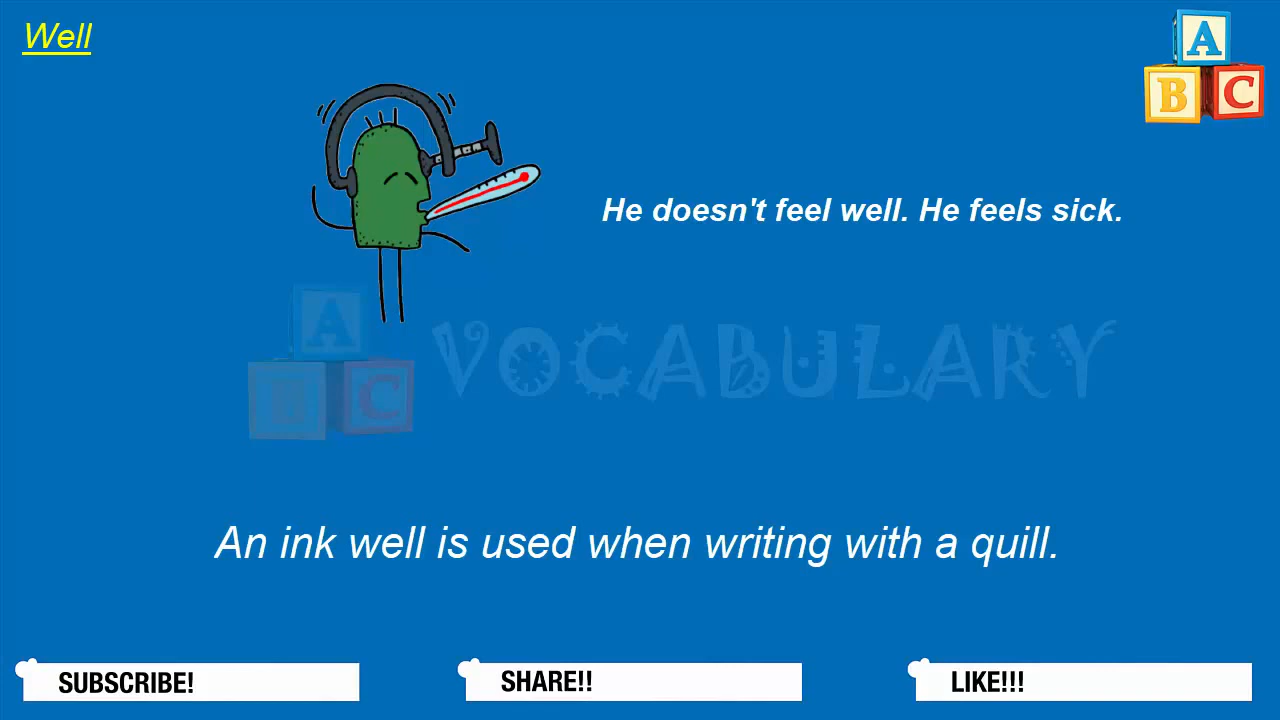 Well
A
B C
He doesn't feel well. He feels sick.
A
B C
VOCABULARY
An ink well is used when writing with a quill.
SUBSCRIBE!
SHARE!!
LIKE!!!